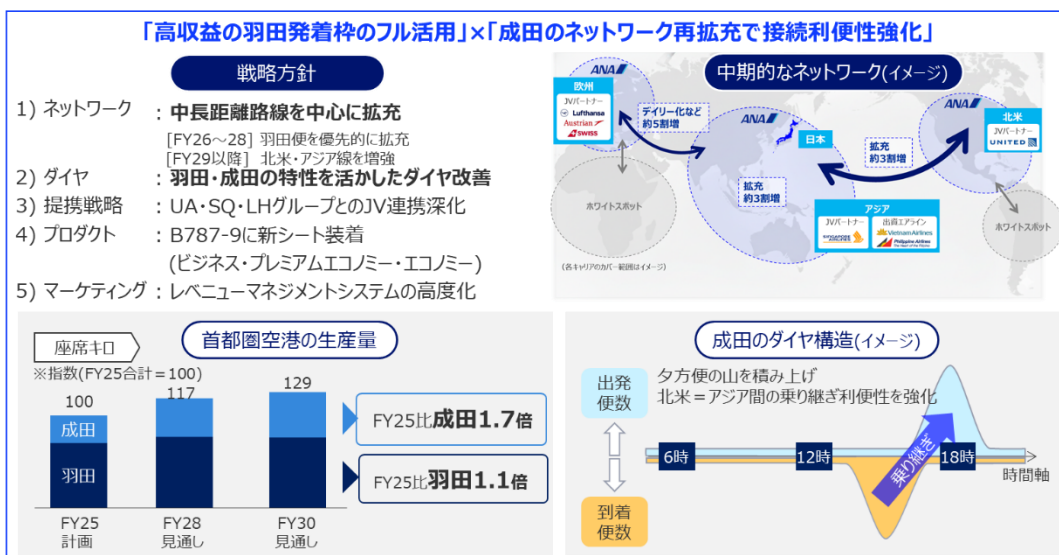 「高収益の羽田発着枠のフル活用」×「成田のネットワーク再拡充で接続利便性強化」
戦略方針
1) ネットワーク ： 中長距離路線を中心に拡充
[FY26～28] 羽田便を優先的に拡充
[FY29以降] 北米・アジア線を増強
2) ダイヤ ： 羽田・成田の特性を活かしたダイヤ改善
3) 提携戦略 ： UA・SQ・LHグループとのJV連携深化
4) プロダクト ： B787-9に新シート装着
(ビジネス・プレミアムエコノミー・エコノミー)
5) マーケティング ： レベニューマネジメントシステムの高度化
中期的なネットワーク(イメージ)
ANA
欧州
JVパートナー
Lufthansa
Austrian
SWISS
デイリー化など
約5割増
ANA
日本
拡充
約3割増
拡充
約3割増
ANA
北米
JVパートナー
UNITED
アジア
JVパートナー
SINGAPORE AIRLINES
出資エアライン
Vietnam Airlines
Philippine Airlines
ホワイトスポット
ホワイトスポット
(各キャリアのカバー範囲はイメージ)
首都圏空港の生産量
座席キロ
※指数(FY25合計＝100)
100
117
129
成田
羽田
FY25比成田1.7倍
FY25比羽田1.1倍
FY25
計画
FY28
見通し
FY30
見通し
成田のダイヤ構造(イメージ)
出発
便数
夕方便の山を積み上げ
北米＝アジア間の乗り継ぎ利便性を強化
6時
12時
18時
乗り継ぎ
時間軸
到着
便数